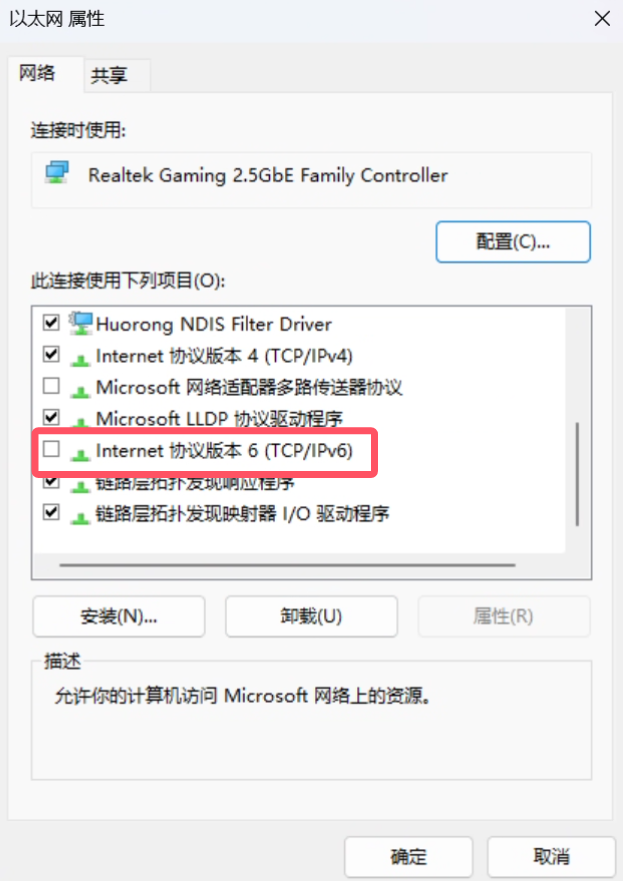 以太网 属性
网络
共享
连接时使用:
Realtek Gaming 2.5GbE Family Controller
配置(C)...
此连接使用下列项目(O):
Huorong NDIS Filter Driver
Internet 协议版本 4 (TCP/IPv4)
Microsoft 网络适配器多路传送器协议
Microsoft LLDP 协议驱动程序
Internet 协议版本 6 (TCP/IPv6)
链路层拓扑发现响应程序
链路层拓扑发现映射器 I/O 驱动程序
安装(N)...
卸载(U)
属性(R)
描述
允许你的计算机访问 Microsoft 网络上的资源。
确定
取消